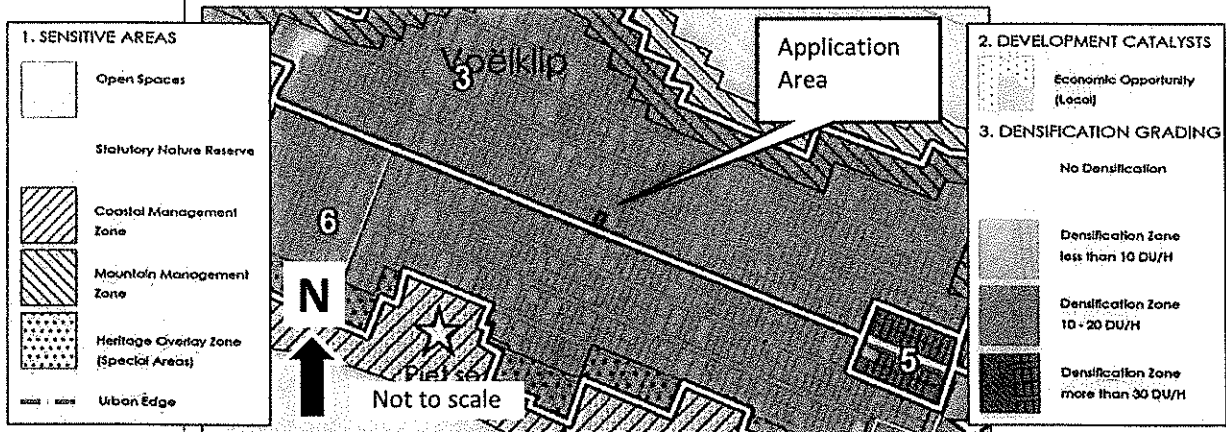 1. SENSITIVE AREAS
Open Spaces
Statutory Nature Reserve
Coastal Management
Zone
Mountain Management
Zone
Heritage Overlay Zone
(Special Areas)
Urban Edge
Voëlklip
3
6
5
N
Application
Area
Not to scale
2. DEVELOPMENT CATALYSTS
Economic Opportunity
(Local)
3. DENSIFICATION GRADING
No Densification
Densification Zone
less than 10 DU/H
Densification Zone
10 - 20 DU/H
Densification Zone
more than 30 DU/H